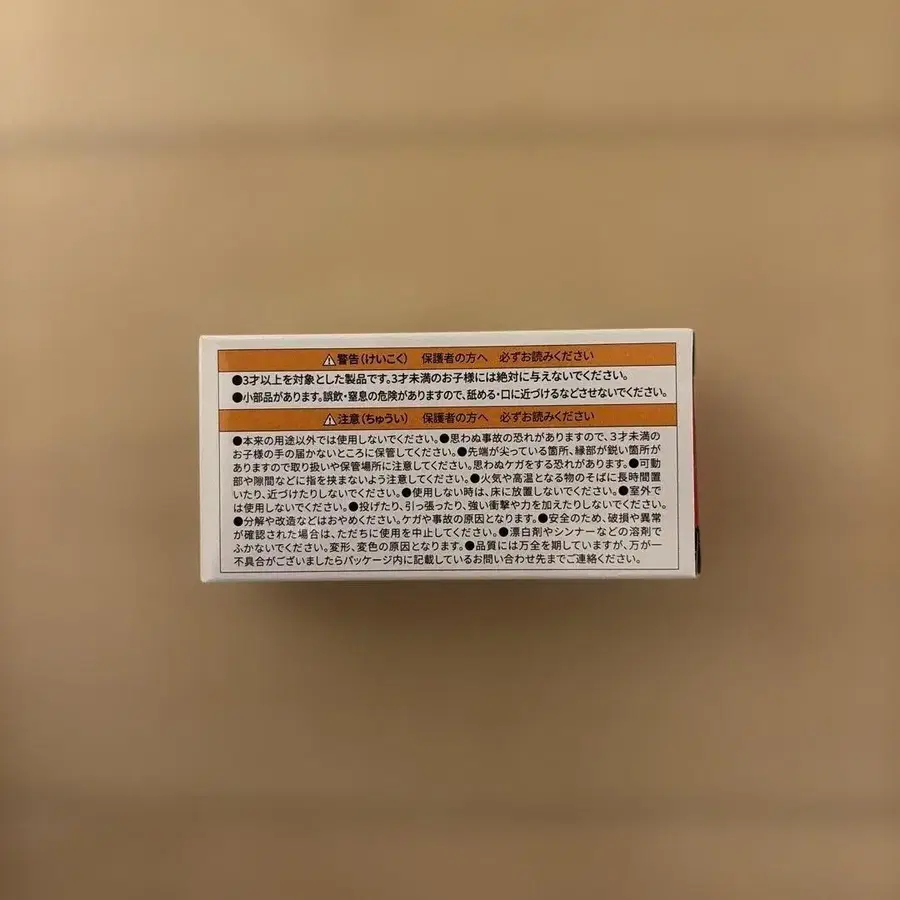 ⚠警告(けいこく) 保護者の方へ 必ずお読みください
●3才以上を対象とした製品です。3才未満のお子様には絶対に与えないでください。
●小部品があります。誤飲・窒息の危険がありますので、舐める・口に近づけるなどさせないでください。
⚠注意(ちゅうい) 保護者の方へ 必ずお読みください
●本来の用途以外では使用しないでください。●思わぬ事故の恐れがありますので、3才未満の
お子様の手の届かないところに保管してください。●先端が尖っている箇所、縁部が鋭い箇所が
ありますので取り扱いや保管場所に注意してください。思わぬケガをする恐れがあります。●可動
部や隙間などに指を挟まないよう注意してください。●火気や高温となる物のそばに長時間置
いたり、近づけたりしないでください。●使用しない時は、床に放置しないでください。●室外で
は使用しないでください。●投げたり、引っ張ったり、強い衝撃や力を加えたりしないでください。
●分解や改造などはおやめください。ケガや事故の原因となります。●安全のため、破損や異常
が確認された場合は、ただちに使用を中止してください。●漂白剤やシンナーなどの溶剤で
ふかないでください。変形、変色の原因となります。●品質には万全を期していますが、万が一
不具合がございましたらパッケージ内に記載しているお問い合わせ先までご連絡ください。